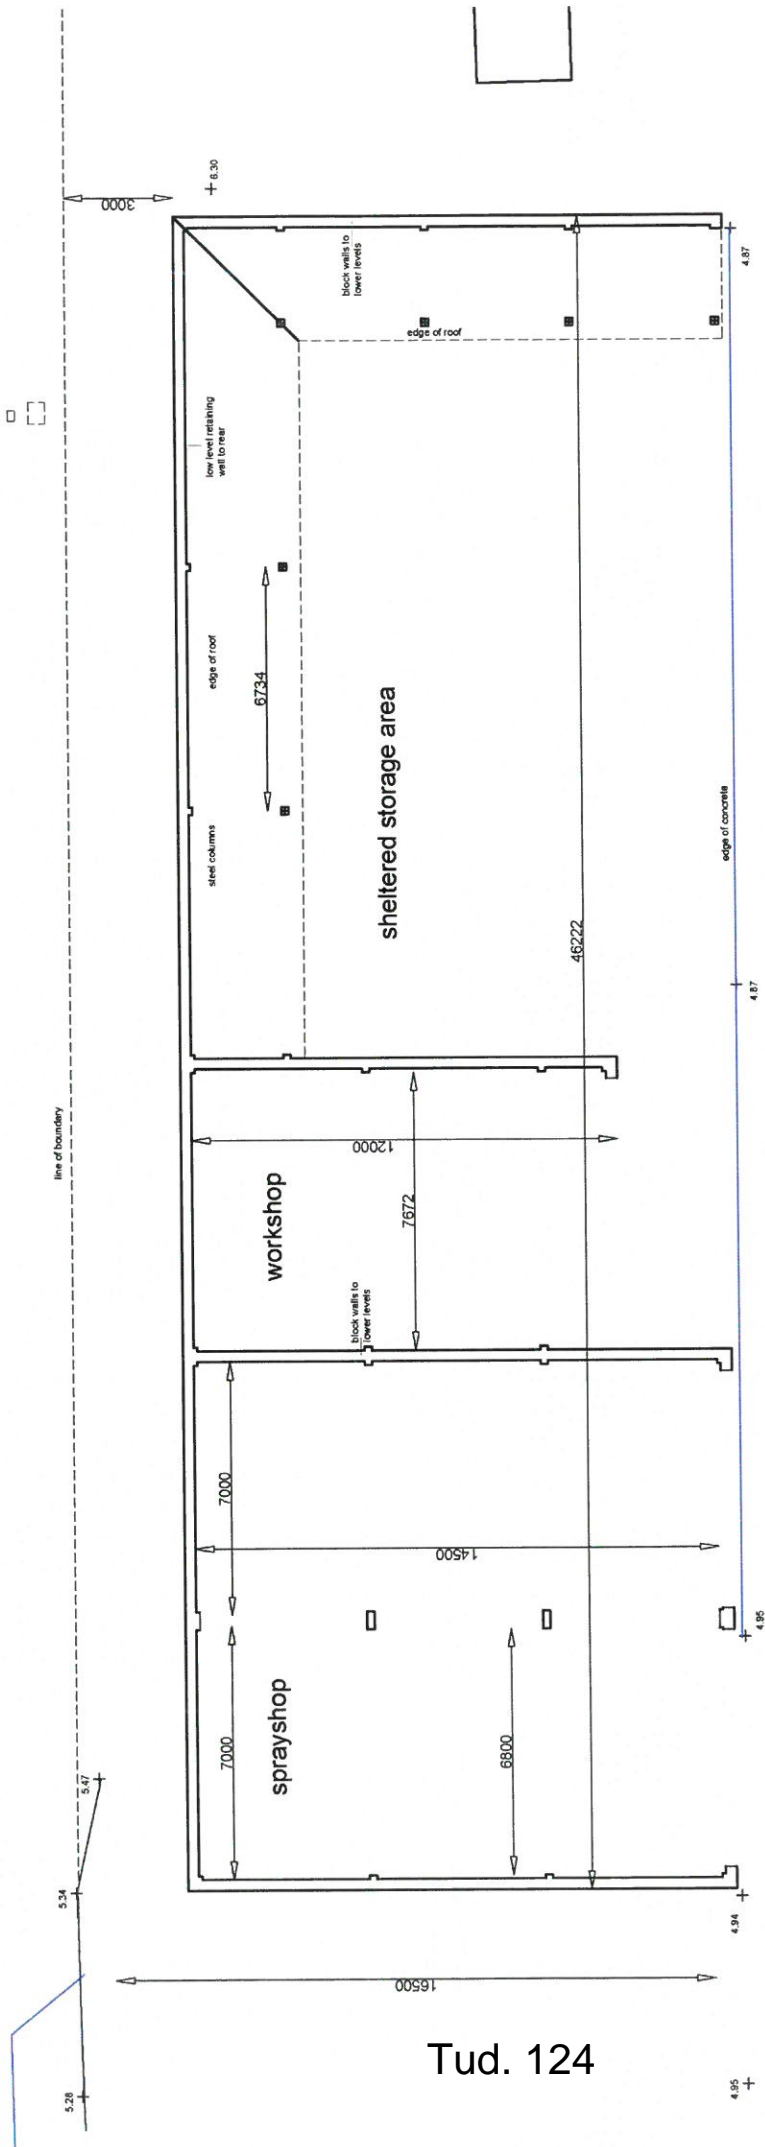 3000
6.30
block walls to
lower levels
4.87
edge of roof
low level retaining
wall to rear
edge of roof
6734
steel columns
sheltered storage area
edge of concrete
46222
4.87
line of boundary
12000
workshop
7672
block walls to
lower levels
7000
14500
4.95
sprayshop
7000
6800
5.47
5.34
4.94
16500
Tud. 124
5.28
4.95